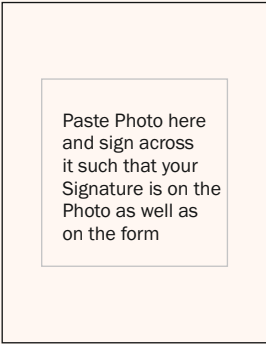 Paste Photo here
and sign across
it such that your
Signature is on the
Photo as well as
on the form